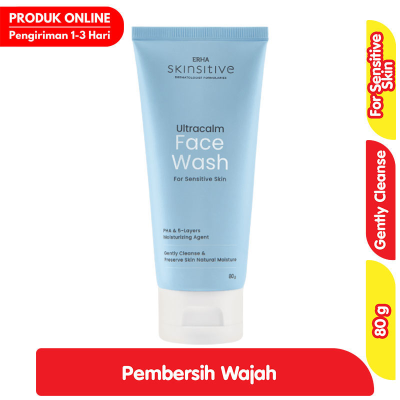 PRODUK ONLINE
Pengiriman 1-3 Hari
ERHA
SKINSITIVE
Ultracalm
Face
Wash
For Sensitive Skin
PHA & 5-Layers
Moisturizing Agent
Gently Cleanse &
Preserve Skin Natural Moisture
80g
For Sensitive
Skin
Gently Cleanse
80 g
Pembersih Wajah